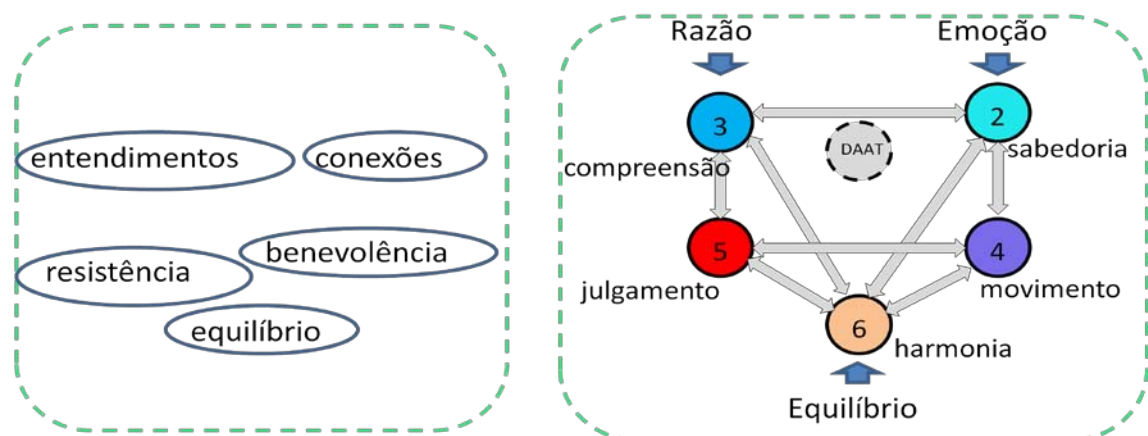 entendimentos
conexões
benevolência
resistência
equilíbrio
Razão
Emoção
3
2
DAAT
compreensão
sabedoria
5
4
julgamento
movimento
6
harmonia
Equilíbrio